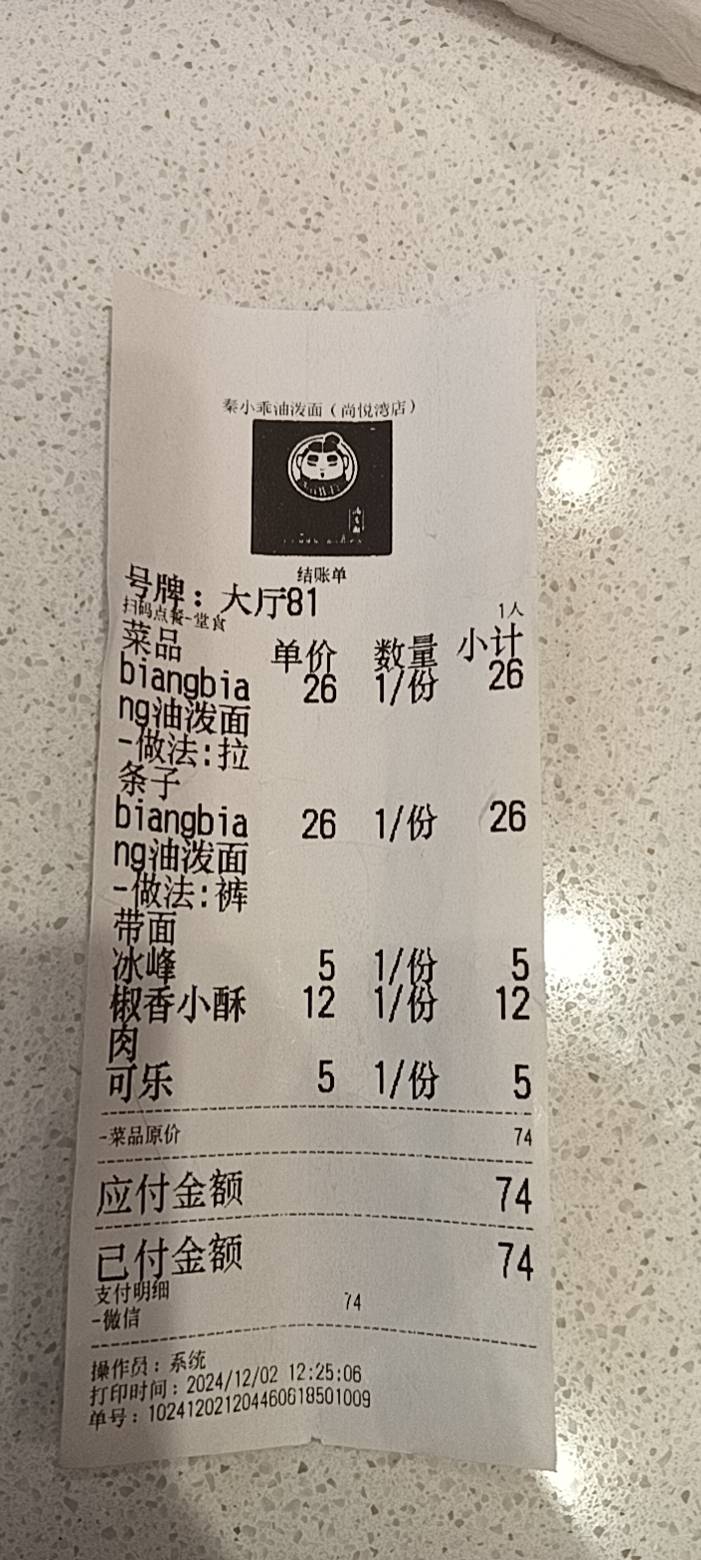 秦小乖油泼面（尚悦湾店）
结账单
号牌：大厅81
扫码点餐-堂食 1人
菜品 单价 数量 小计
biangbia 26 1/份 26
ng油泼面
-做法:拉
条子
biangbia 26 1/份 26
ng油泼面
-做法:裤
带面
冰峰 5 1/份 5
椒香小酥 12 1/份 12
肉
可乐 5 1/份 5
-菜品原价 74
应付金额 74
已付金额 74
支付明细
-微信 74
操作员：系统
打印时间：2024/12/02 12:25:06
单号：102412021204460618501009